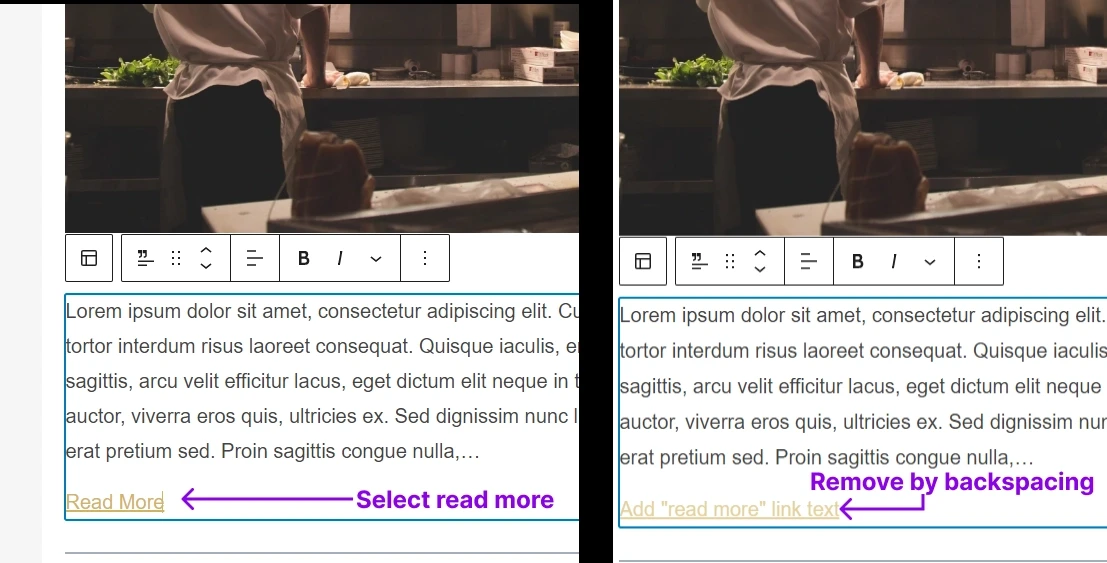 B I
Lorem ipsum dolor sit amet, consectetur adipiscing elit. Cu
tortor interdum risus laoreet consequat. Quisque iaculis, e
sagittis, arcu velit efficitur lacus, eget dictum elit neque in t
auctor, viverra eros quis, ultricies ex. Sed dignissim nunc l
erat pretium sed. Proin sagittis congue nulla,…
Read More
Select read more
B I
Lorem ipsum dolor sit amet, consectetur adipiscing elit.
tortor interdum risus laoreet consequat. Quisque iaculis
sagittis, arcu velit efficitur lacus, eget dictum elit neque
auctor, viverra eros quis, ultricies ex. Sed dignissim nun
erat pretium sed. Proin sagittis congue nulla,…
Remove by backspacing
Add "read more" link text